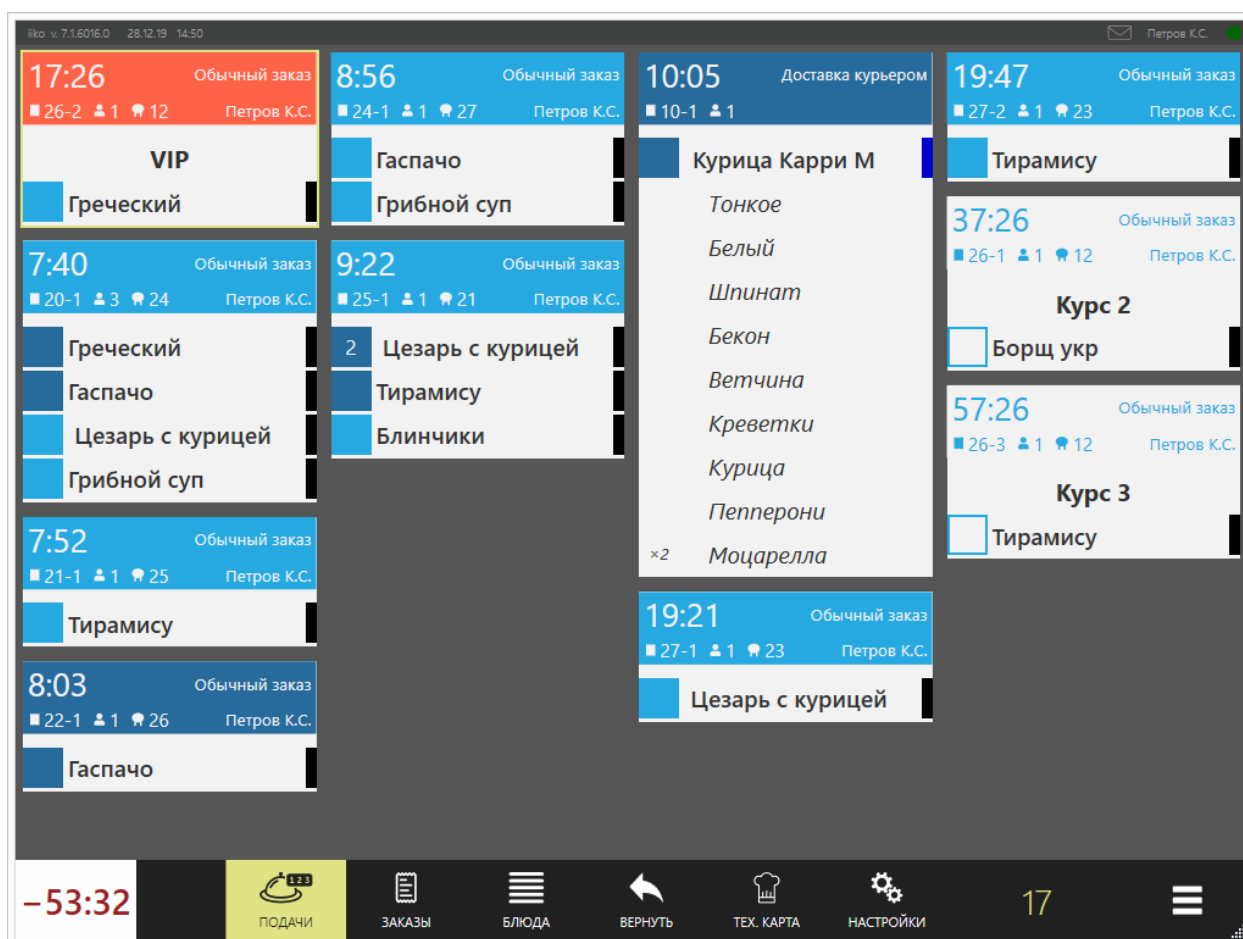 iiko v. 7.1.6016.0 28.12.19 14:50
Петров К.С.
17:26 Обычный заказ
26-2 1 12 Петров К.С.
VIP
Греческий
7:40 Обычный заказ
20-1 3 24 Петров К.С.
Греческий
Гаспачо
Цезарь с курицей
Грибной суп
7:52 Обычный заказ
21-1 1 25 Петров К.С.
Тирамису
8:03 Обычный заказ
22-1 1 26 Петров К.С.
Гаспачо
8:56 Обычный заказ
24-1 1 27 Петров К.С.
Гаспачо
Грибной суп
9:22 Обычный заказ
25-1 1 21 Петров К.С.
2 Цезарь с курицей
Тирамису
Блинчики
10:05 Доставка курьером
10-1 1
Курица Карри М
Тонкое
Белый
Шпинат
Бекон
Ветчина
Креветки
Курица
Пепперони
×2 Моцарелла
19:21 Обычный заказ
27-1 1 23 Петров К.С.
Цезарь с курицей
19:47 Обычный заказ
27-2 1 23 Петров К.С.
Тирамису
37:26 Обычный заказ
26-1 1 12 Петров К.С.
Курс 2
Борщ укр
57:26 Обычный заказ
26-3 1 12 Петров К.С.
Курс 3
Тирамису
–53:32
123
ПОДАЧИ
ЗАКАЗЫ
БЛЮДА
ВЕРНУТЬ
ТЕХ. КАРТА
НАСТРОЙКИ
17